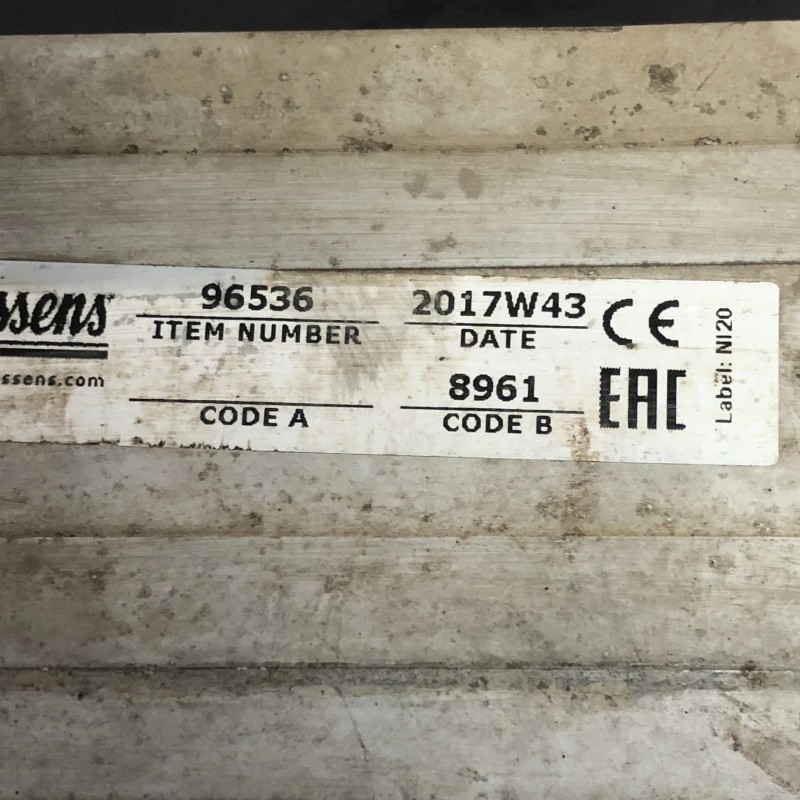 ssens
ssens.com
96536
ITEM NUMBER
CODE A
2017W43
DATE
8961
CODE B
CE
EAC
Label: NI20